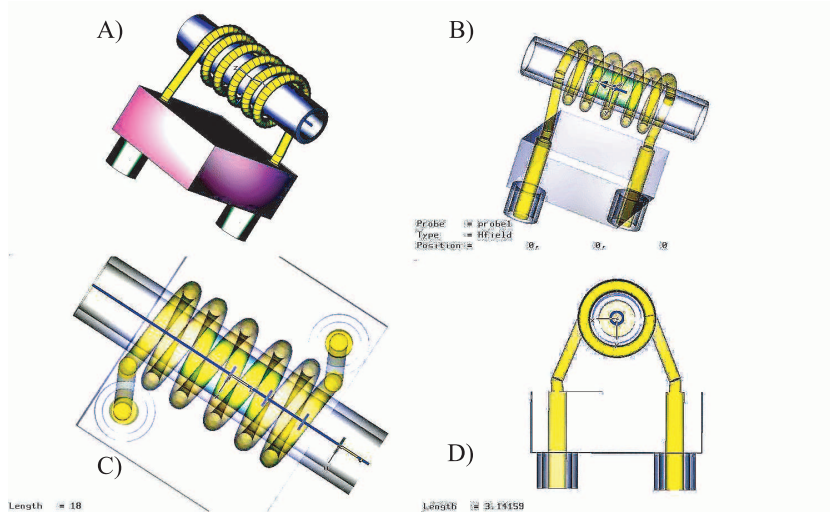 A)
B)
Probe := probe1
Type := Hfield
Position = 0, 0, 0
C)
D)
Length = 18
Length := 3.14159